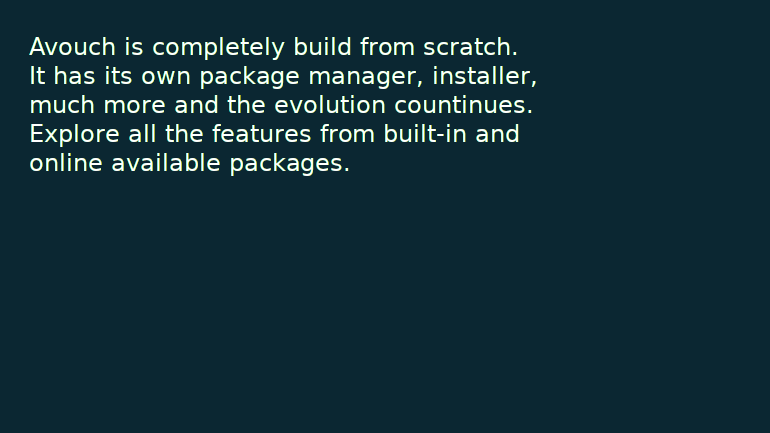 Avouch is completely build from scratch.
It has its own package manager, installer,
much more and the evolution countinues.
Explore all the features from built-in and
online available packages.